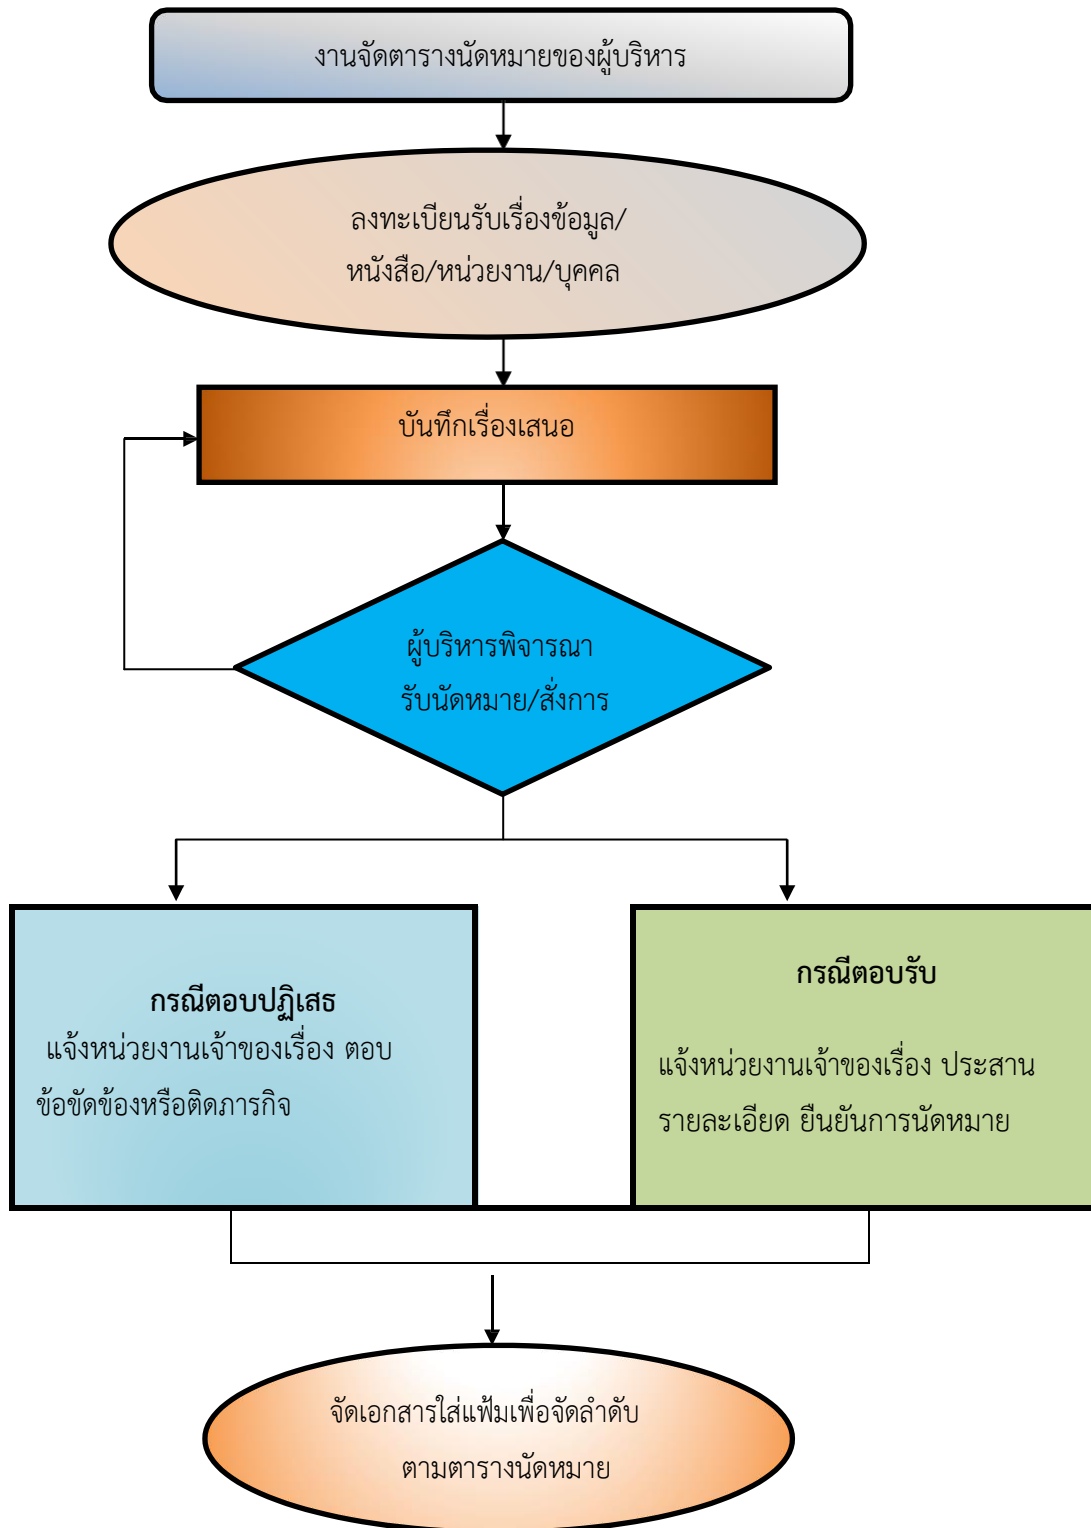 งานจัดตารางนัดหมายของผู้บริหาร
ลงทะเบียนรับเรื่องข้อมูล/
หนังสือ/หน่วยงาน/บุคคล
บันทึกเรื่องเสนอ
ผู้บริหารพิจารณา
รับนัดหมาย/สั่งการ
กรณีตอบปฏิเสธ
แจ้งหน่วยงานเจ้าของเรื่อง ตอบ
ข้อขัดข้องหรือติดภารกิจ
กรณีตอบรับ
แจ้งหน่วยงานเจ้าของเรื่อง ประสาน
รายละเอียด ยืนยันการนัดหมาย
จัดเอกสารใส่แฟ้มเพื่อจัดลำดับ
ตามตารางนัดหมาย